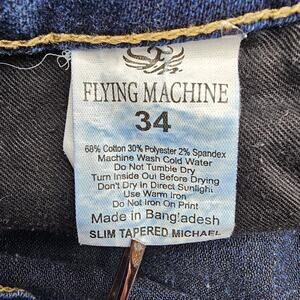 FLYING MACHINE
34
68% Cotton 30% Polyester 2% Spandex
Machine Wash Cold Water
Do Not Tumble Dry
Turn Inside Out Before Drying
Don't Dry in Direct Sunlight
Use Warm Iron
Do Not Iron On Print
Made in Bangladesh
SLIM TAPERED MICHAEL